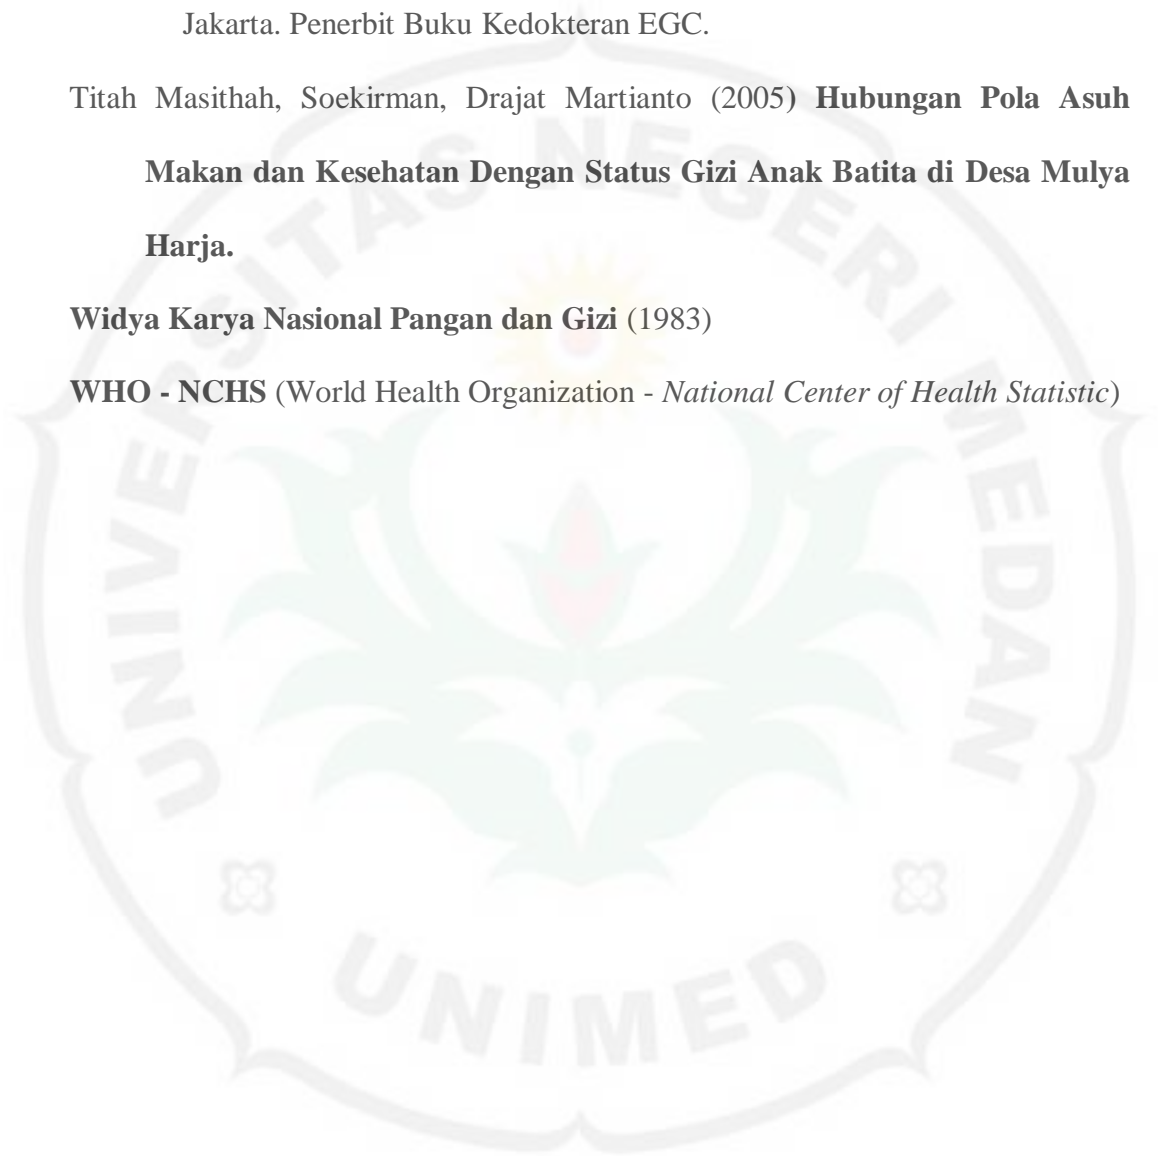 Jakarta. Penerbit Buku Kedokteran EGC.
Titah Masithah, Soekirman, Drajat Martianto (2005) Hubungan Pola Asuh
Makan dan Kesehatan Dengan Status Gizi Anak Batita di Desa Mulya
Harja.
Widya Karya Nasional Pangan dan Gizi (1983)
WHO - NCHS (World Health Organization - National Center of Health Statistic)
UNIVERSITAS NEGERI MEDAN
UNIMED